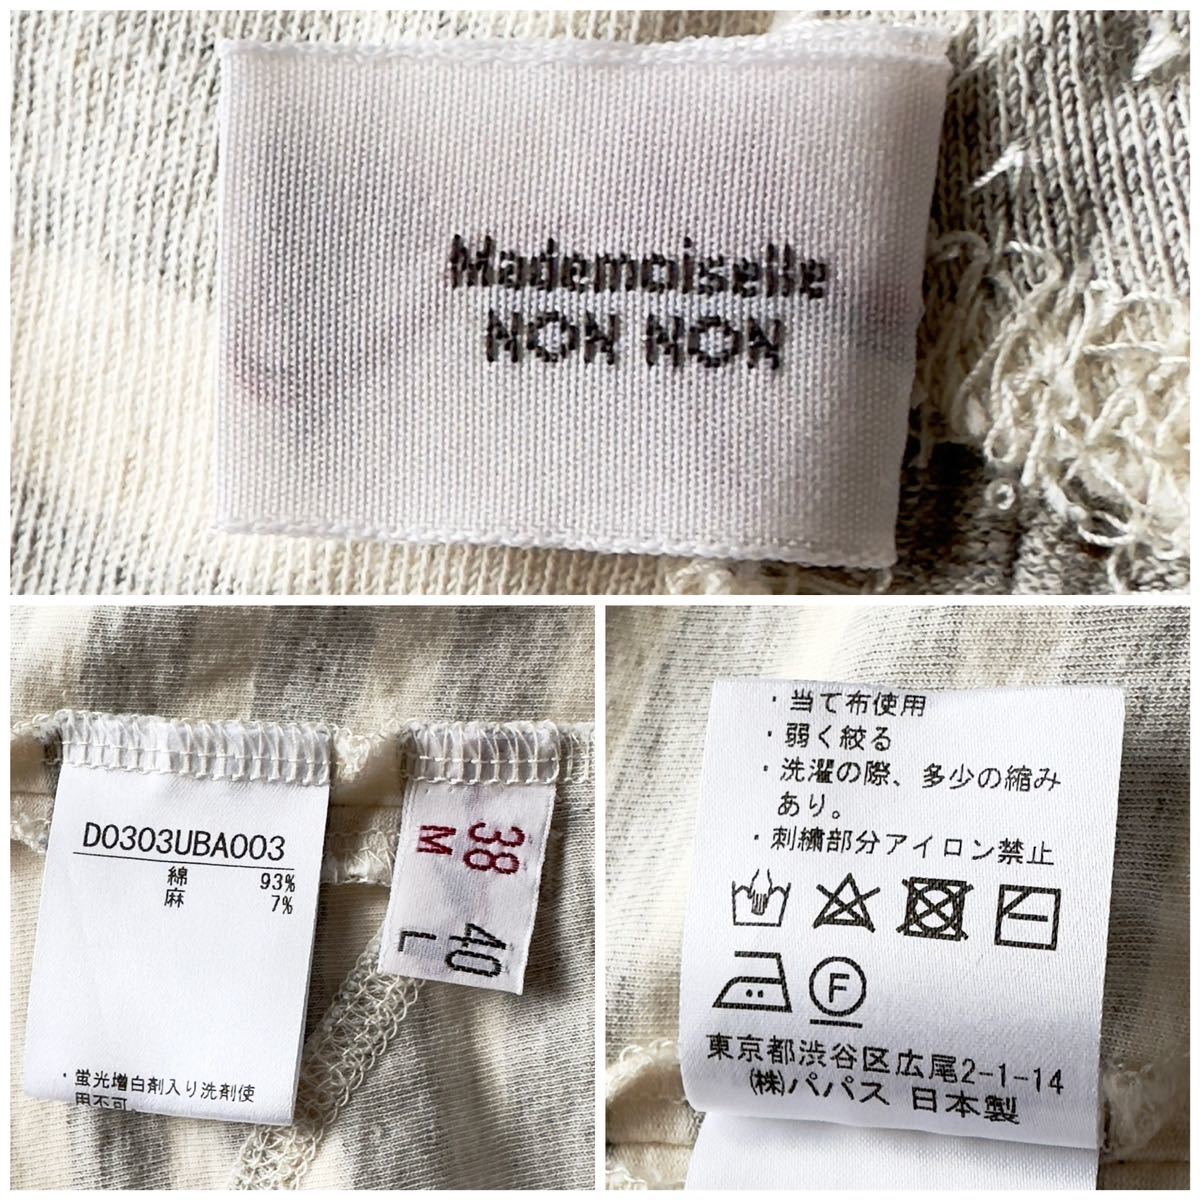 Mademoiselle
NON NON
D0303UBA003
綿 93%
麻 7%
・蛍光増白剤入り洗剤使
用不可
38
M
40
L
・当て布使用
・弱く絞る
・洗濯の際、多少の縮み
あり。
・刺繍部分アイロン禁止
F
東京都渋谷区広尾2-1-14
(株)パパス 日本製